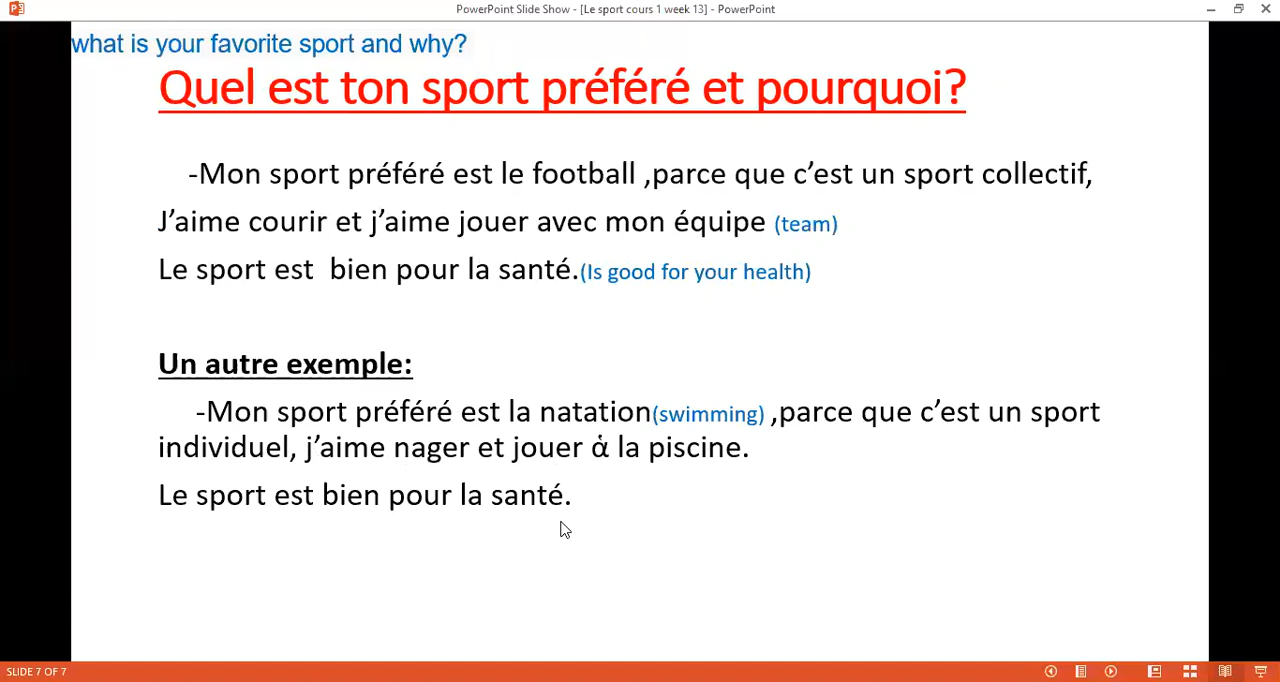 PowerPoint Slide Show - [Le sport cours 1 week 13] - PowerPoint
what is your favorite sport and why?
Quel est ton sport préféré et pourquoi?
-Mon sport préféré est le football ,parce que c’est un sport collectif,
J’aime courir et j’aime jouer avec mon équipe (team)
Le sport est  bien pour la santé.(Is good for your health)
Un autre exemple:
-Mon sport préféré est la natation(swimming) ,parce que c’est un sport
individuel, j’aime nager et jouer ἁ la piscine.
Le sport est bien pour la santé.
SLIDE 7 OF 7